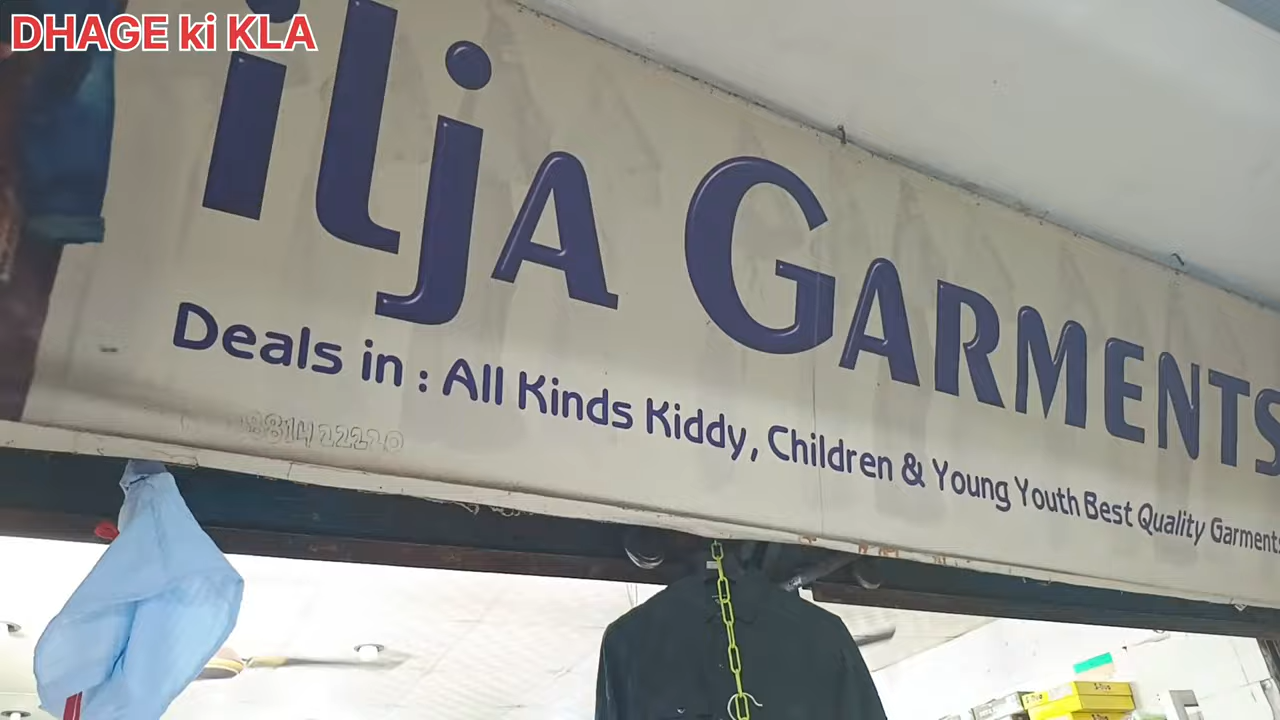 DHAGE ki KLA
ilja GARMENTS
Deals in : All Kinds Kiddy, Children & Young Youth Best Quality Garments